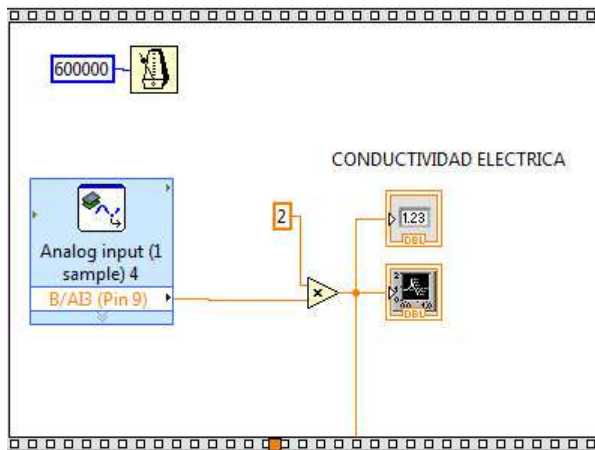 600000
CONDUCTIVIDAD ELECTRICA
2
1.23
DBL
Analog input (1
sample) 4
B/AI3 (Pin 9)
DBL